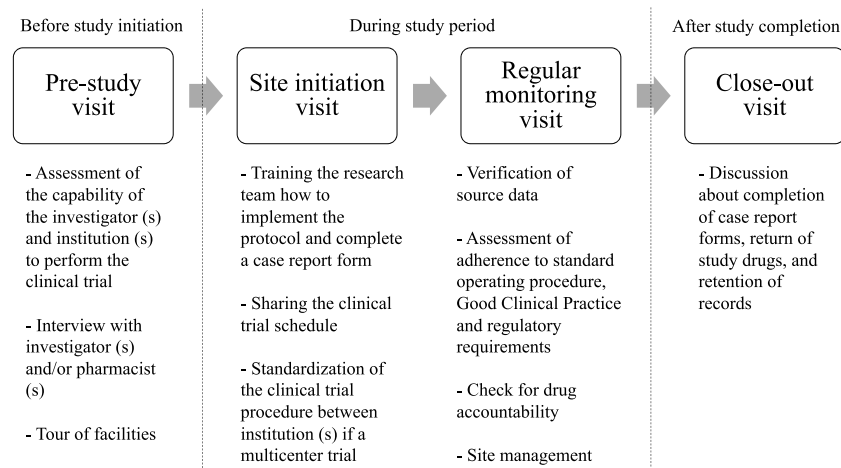 Before study initiation
During study period
After study completion
Pre-study
visit
Site initiation
visit
Regular
monitoring
visit
Close-out
visit
- Assessment of
the capability of
the investigator (s)
and institution (s)
to perform the
clinical trial
- Interview with
investigator (s)
and/or pharmacist
(s)
- Tour of facilities
- Training the research
team how to
implement the
protocol and complete
a case report form
- Sharing the clinical
trial schedule
- Standardization of
the clinical trial
procedure between
institution (s) if a
multicenter trial
- Verification of
source data
- Assessment of
adherence to standard
operating procedure,
Good Clinical Practice
and regulatory
requirements
- Check for drug
accountability
- Site management
- Discussion
about completion
of case report
forms, return of
study drugs, and
retention of
records